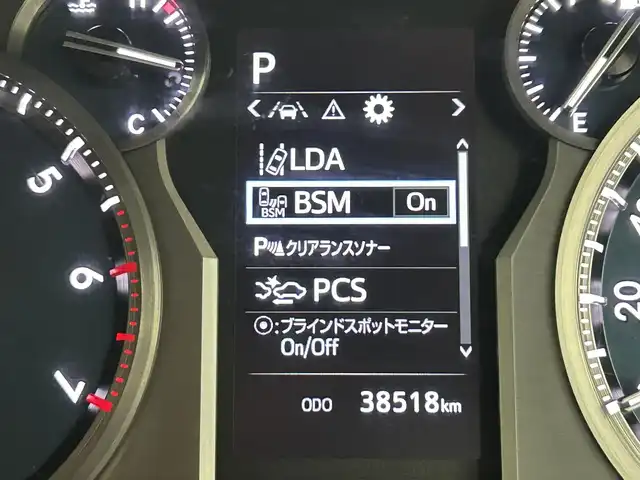 H
C
P
E
LDA
BSM
BSM On
クリアランスソナー
PCS
:ブラインドスポットモニター
On/Off
ODO 38518km
5
6
7
20